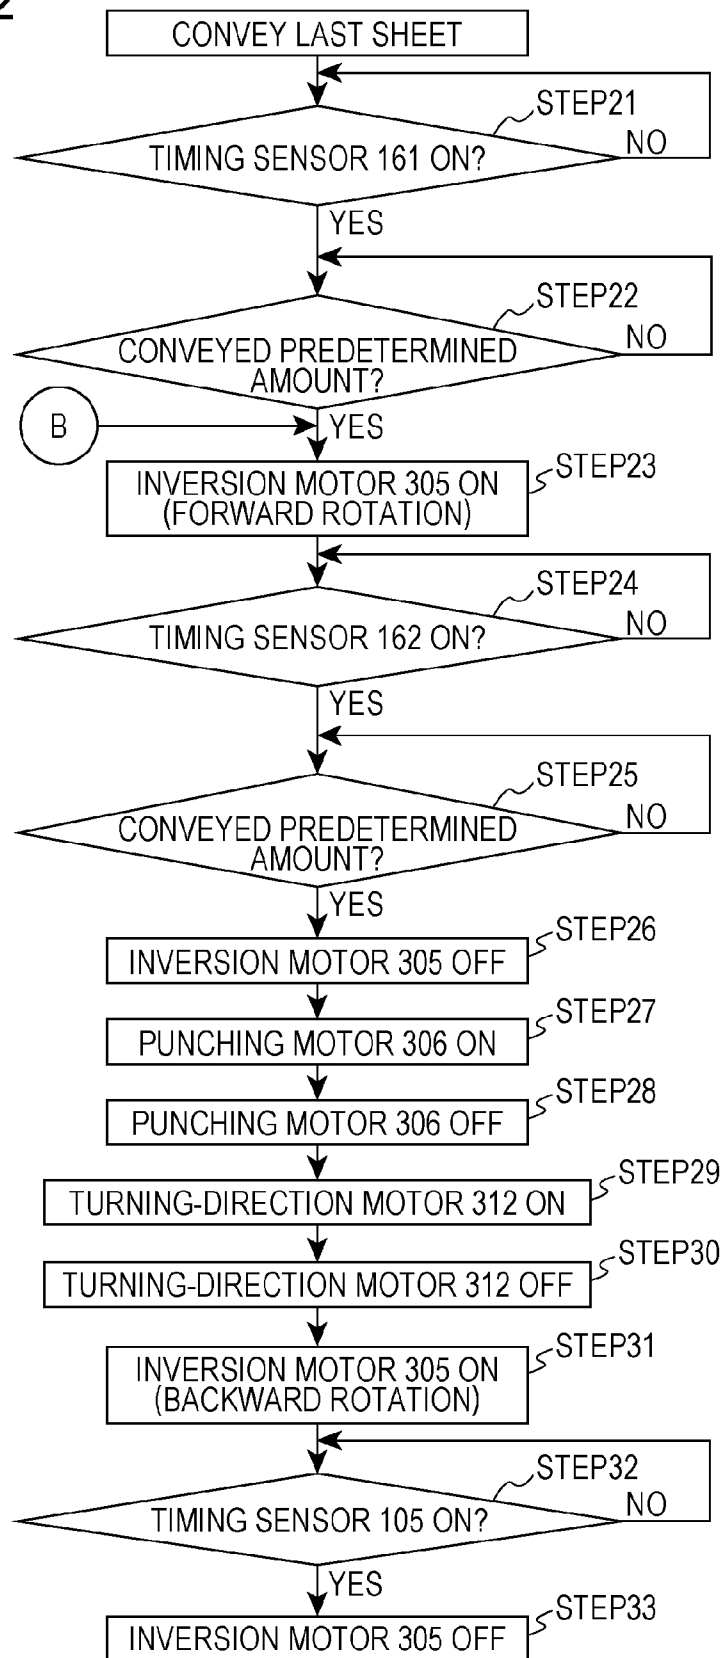 2
CONVEY LAST SHEET
STEP21
TIMING SENSOR 161 ON?
NO
YES
STEP22
CONVEYED PREDETERMINED
AMOUNT?
NO
B
YES
INVERSION MOTOR 305 ON
(FORWARD ROTATION)
STEP23
STEP24
TIMING SENSOR 162 ON?
NO
YES
STEP25
CONVEYED PREDETERMINED
AMOUNT?
NO
YES
INVERSION MOTOR 305 OFF
STEP26
PUNCHING MOTOR 306 ON
STEP27
PUNCHING MOTOR 306 OFF
STEP28
TURNING-DIRECTION MOTOR 312 ON
STEP29
TURNING-DIRECTION MOTOR 312 OFF
STEP30
INVERSION MOTOR 305 ON
(BACKWARD ROTATION)
STEP31
STEP32
TIMING SENSOR 105 ON?
NO
YES
INVERSION MOTOR 305 OFF
STEP33